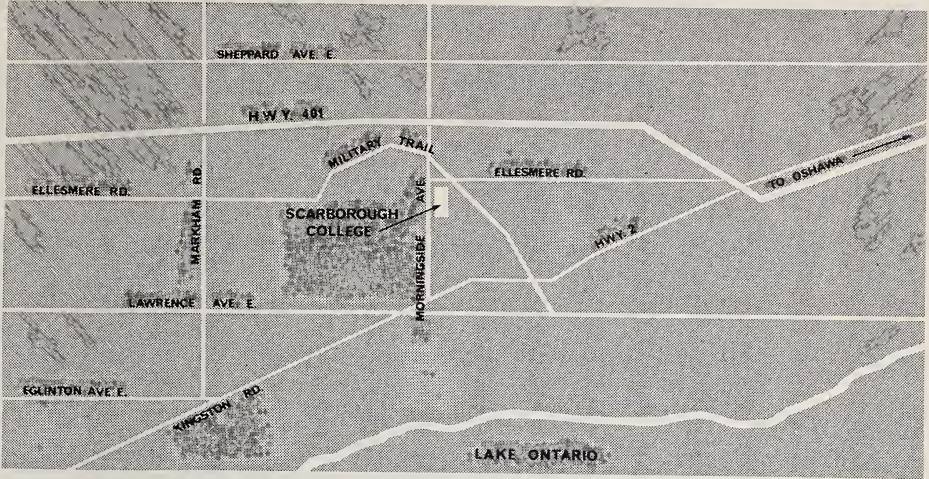 SHEPPARD AVE. E.
HWY. 401
MILITARY TRAIL
ELLESMERE RD.
ELLESMERE RD.
TO OSHAWA
MARKHAM RD.
SCARBOROUGH
COLLEGE
MORNINGSIDE AVE.
HWY. 2
LAWRENCE AVE. E.
EGLINTON AVE. E.
KINGSTON RD.
LAKE ONTARIO